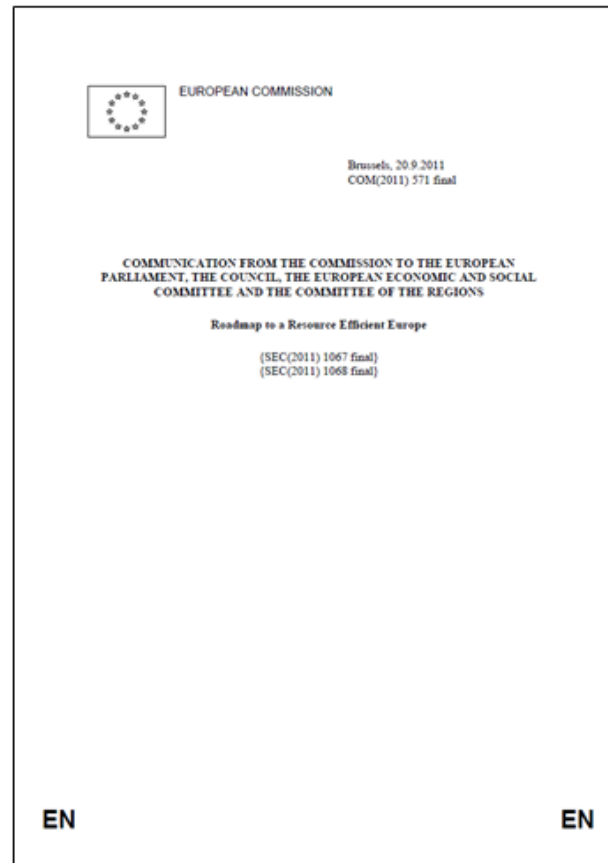 EUROPEAN COMMISSION
Brussels, 20.9.2011
COM(2011) 571 final
COMMUNICATION FROM THE COMMISSION TO THE EUROPEAN
PARLIAMENT, THE COUNCIL, THE EUROPEAN ECONOMIC AND SOCIAL
COMMITTEE AND THE COMMITTEE OF THE REGIONS
Roadmap to a Resource Efficient Europe
{SEC(2011) 1067 final}
{SEC(2011) 1068 final}
EN EN